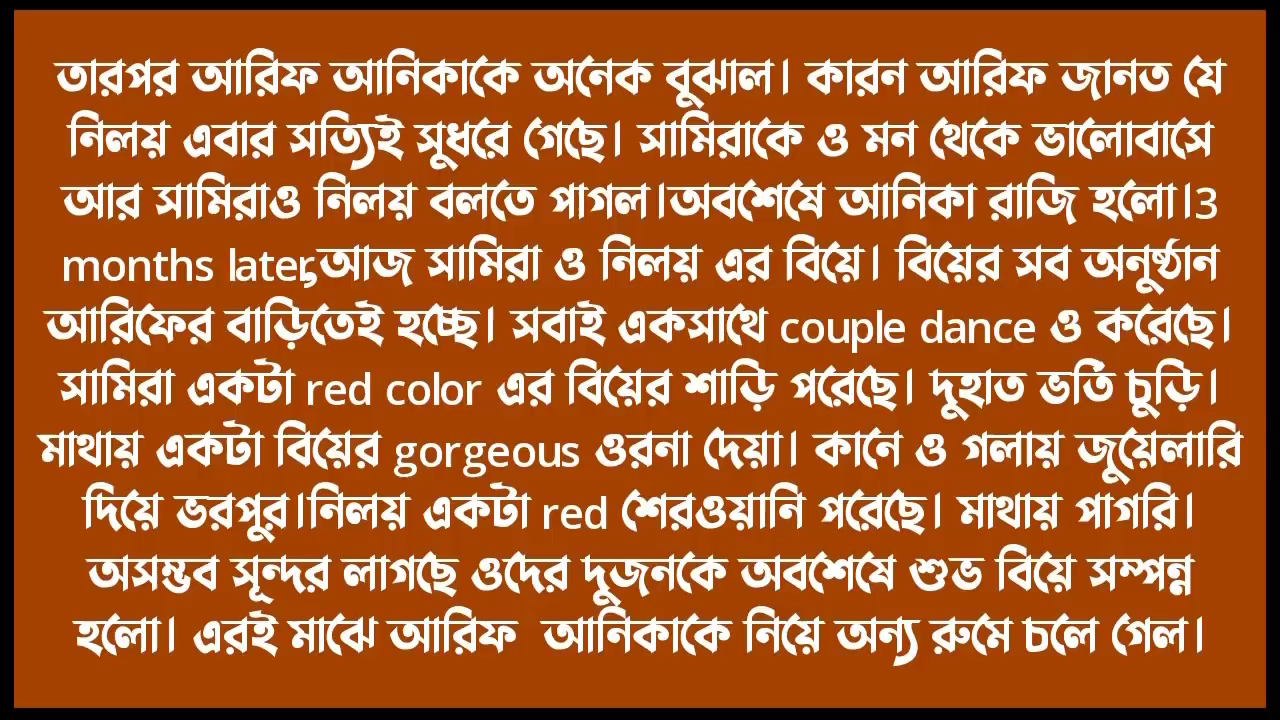 তারপর আরিফ আনিকাকে অনেক বুঝাল। কারন আরিফ জানত যে
নিলয় এবার সত্যিই সুধরে গেছে। সামিরাকে ও মন থেকে ভালোবাসে
আর সামিরাও নিলয় বলতে পাগল।অবশেষে আনিকা রাজি হলো।3
months later,আজ সামিরা ও নিলয় এর বিয়ে। বিয়ের সব অনুষ্ঠান
আরিফের বাড়িতেই হচ্ছে। সবাই একসাথে couple dance ও করেছে।
সামিরা একটা red color এর বিয়ের শাড়ি পরেছে। দুহাত ভর্তি চুড়ি।
মাথায় একটা বিয়ের gorgeous ওরনা দেয়া। কানে ও গলায় জুয়েলারি
দিয়ে ভরপুর।নিলয় একটা red শেরওয়ানি পরেছে। মাথায় পাগরি।
অসম্ভব সূন্দর লাগছে ওদের দুজনকে অবশেষে শুভ বিয়ে সম্পন্ন
হলো। এরই মাঝে আরিফ আনিকাকে নিয়ে অন্য রুমে চলে গেল।